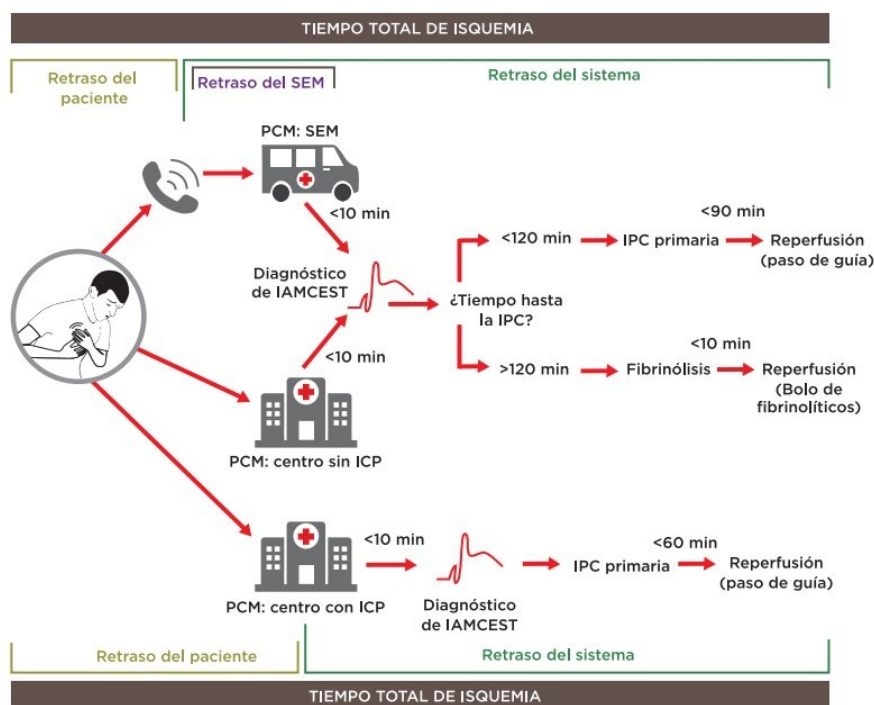 TIEMPO TOTAL DE ISQUEMIA
Retraso del
paciente
Retraso del SEM
Retraso del sistema
PCM: SEM
<10 min
<90 min
<120 min
IPC primaria
Reperfusión
(paso de guía)
Diagnóstico
de IAMCEST
¿Tiempo hasta
la IPC?
<10 min
<10 min
>120 min
Fibrinólisis
Reperfusión
(Bolo de
fibrinolíticos)
PCM: centro sin ICP
<10 min
<60 min
IPC primaria
Reperfusión
(paso de guía)
PCM: centro con ICP
Diagnóstico
de IAMCEST
Retraso del paciente
Retraso del sistema
TIEMPO TOTAL DE ISQUEMIA